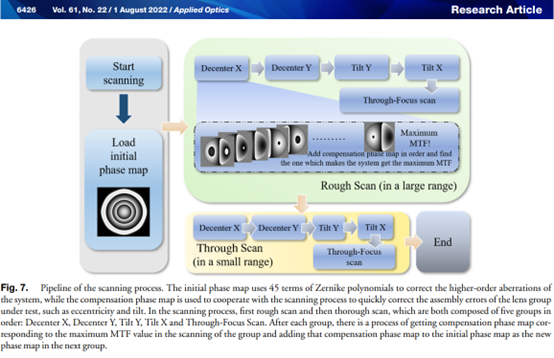 6426 Vol. 61, No. 22 / 1 August 2022 / Applied Optics Research Article
Start
scanning
Load
initial
phase map
Decenter X
Decenter Y
Tilt Y
Tilt X
Through-Focus scan
..........
Maximum
MTF!
Add compensation phase map in order and find
the one which makes the system get the maximum MTF
Rough Scan (in a large range)
Decenter X
Decenter Y
Tilt Y
Tilt X
Through Scan
(in a small range)
Through-Focus
scan
End
Fig. 7. Pipeline of the scanning process. The initial phase map uses 45 terms of Zernike polynomials to correct the higher-order aberrations of
the system, while the compensation phase map is used to cooperate with the scanning process to quickly correct the assembly errors of the lens group
under test, such as eccentricity and tilt. In the scanning process, first rough scan and then thorough scan, which are both composed of five groups in
order: Decenter X, Decenter Y, Tilt Y, Tilt X and Through-Focus Scan. After each group, there is a process of getting compensation phase map cor-
responding to the maximum MTF value in the scanning of the group and adding that compensation phase map to the initial phase map as the new
phase map in the next group.